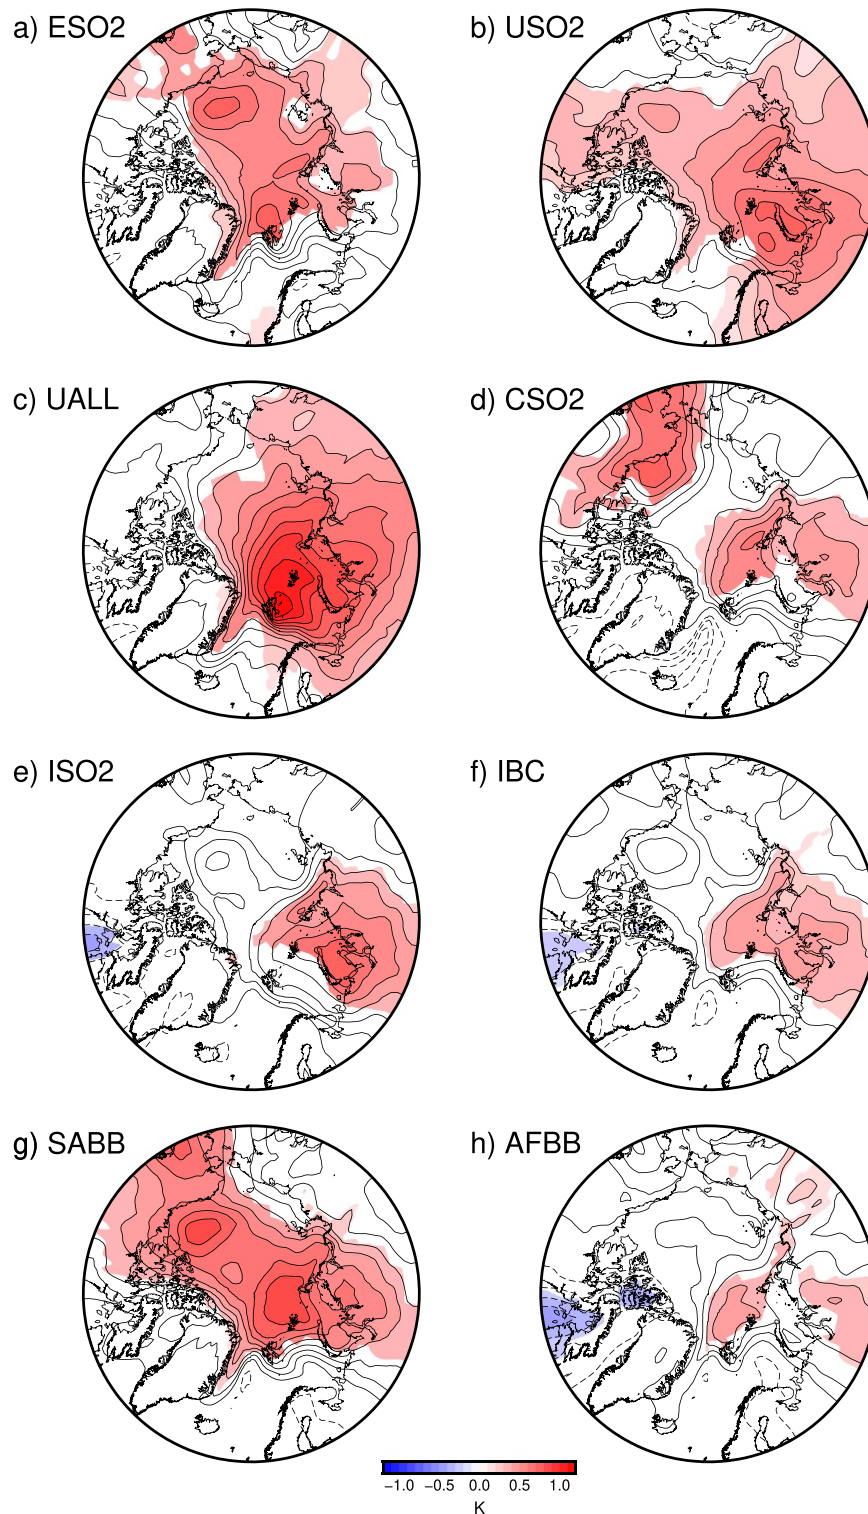 a) ESO2
b) USO2
c) UALL
d) CSO2
e) ISO2
f) IBC
g) SABB
h) AFBB
−1.0 −0.5 0.0 0.5 1.0
K